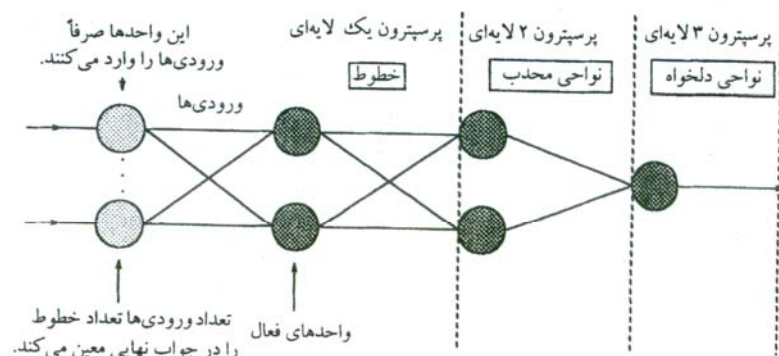 پرسپترون ۳ لایه‌ای
نواحی دلخواه
پرسپترون ۲ لایه‌ای
نواحی محدب
پرسپترون یک لایه‌ای
خطوط
این واحدها صرفاً
ورودی‌ها را وارد می‌کنند.
ورودی‌ها
واحدهای فعال
تعداد ورودی‌ها تعداد خطوط
را در جواب نهایی معین می‌کند.